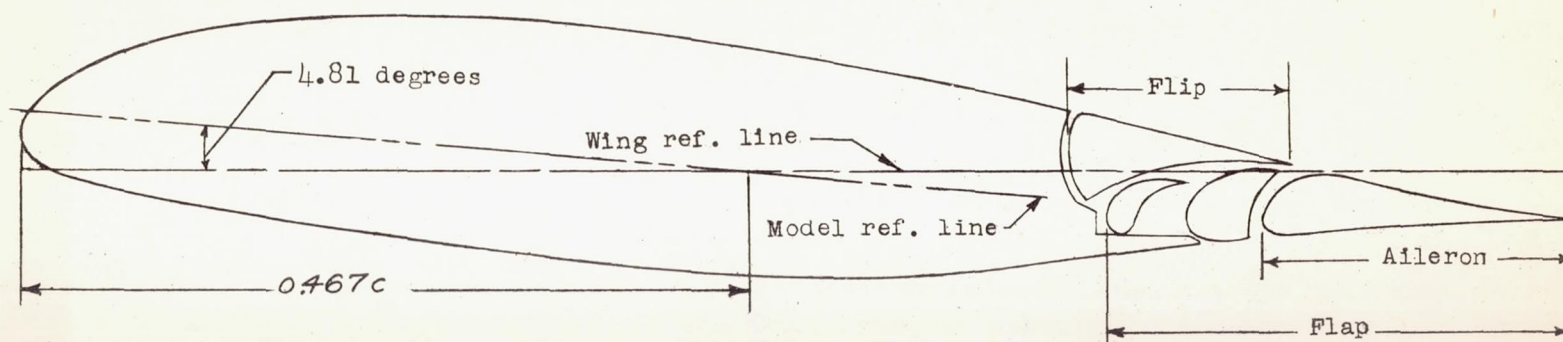 4.81 degrees
Flip
Wing ref. line
Model ref. line
Aileron
0.467c
Flap